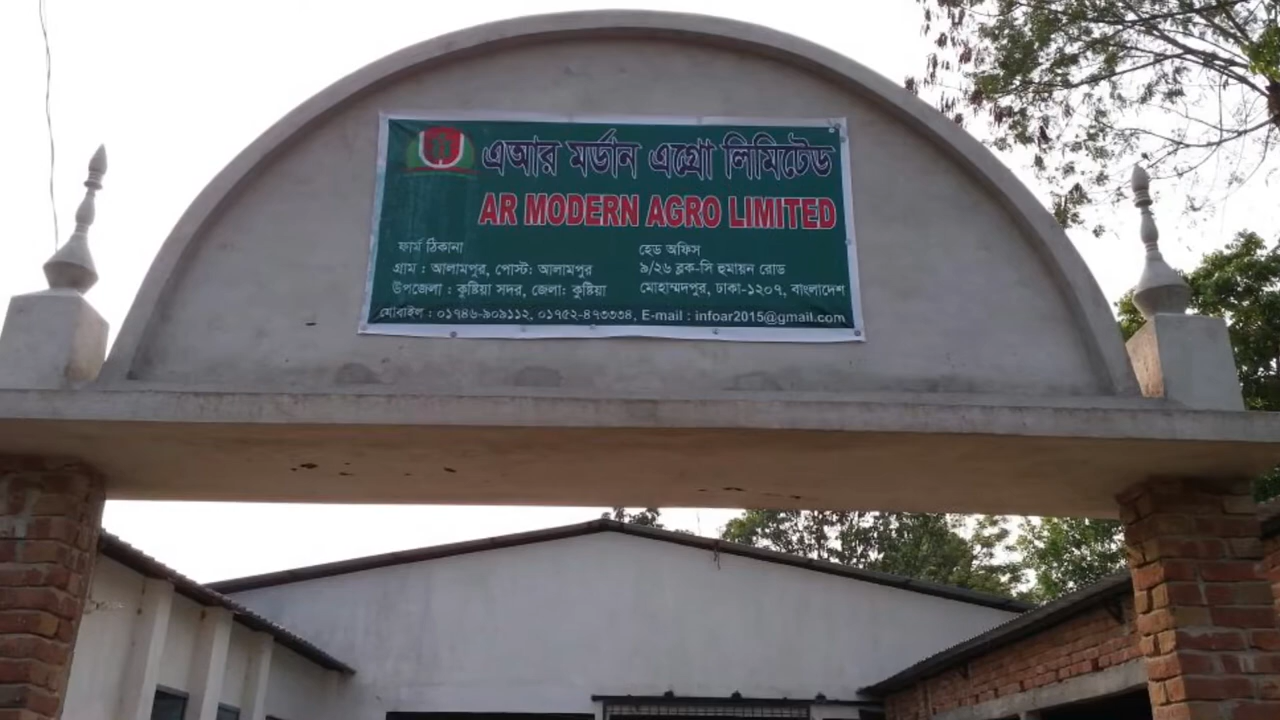 এআর মর্ডান এগ্রো লিমিটেড
AR MODERN AGRO LIMITED
ফার্ম ঠিকানা
গ্রাম : আলামপুর, পোস্ট: আলামপুর
উপজেলা : কুষ্টিয়া সদর, জেলা: কুষ্টিয়া
হেড অফিস
৯/২৬ ব্লক-সি হুমায়ন রোড
মোহাম্মদপুর, ঢাকা-১২০৭, বাংলাদেশ
মোবাইল : ০১৭৪৬-৯০৯১১২, ০১৭৫২-৪৭৩৩৩৪, E-mail : infoar2015@gmail.com